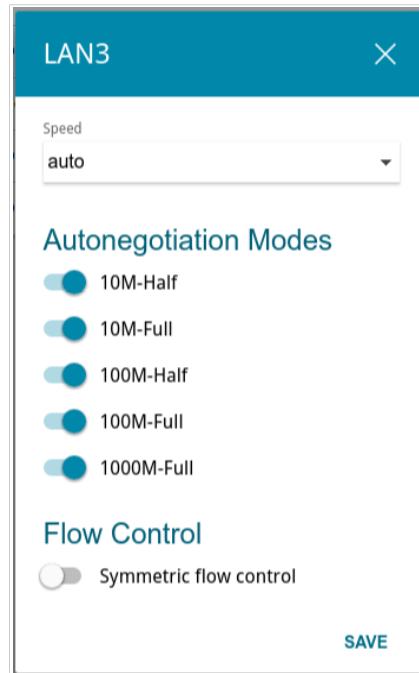 LAN3
Speed
auto
Autonegotiation Modes
10M-Half
10M-Full
100M-Half
100M-Full
1000M-Full
Flow Control
Symmetric flow control
SAVE